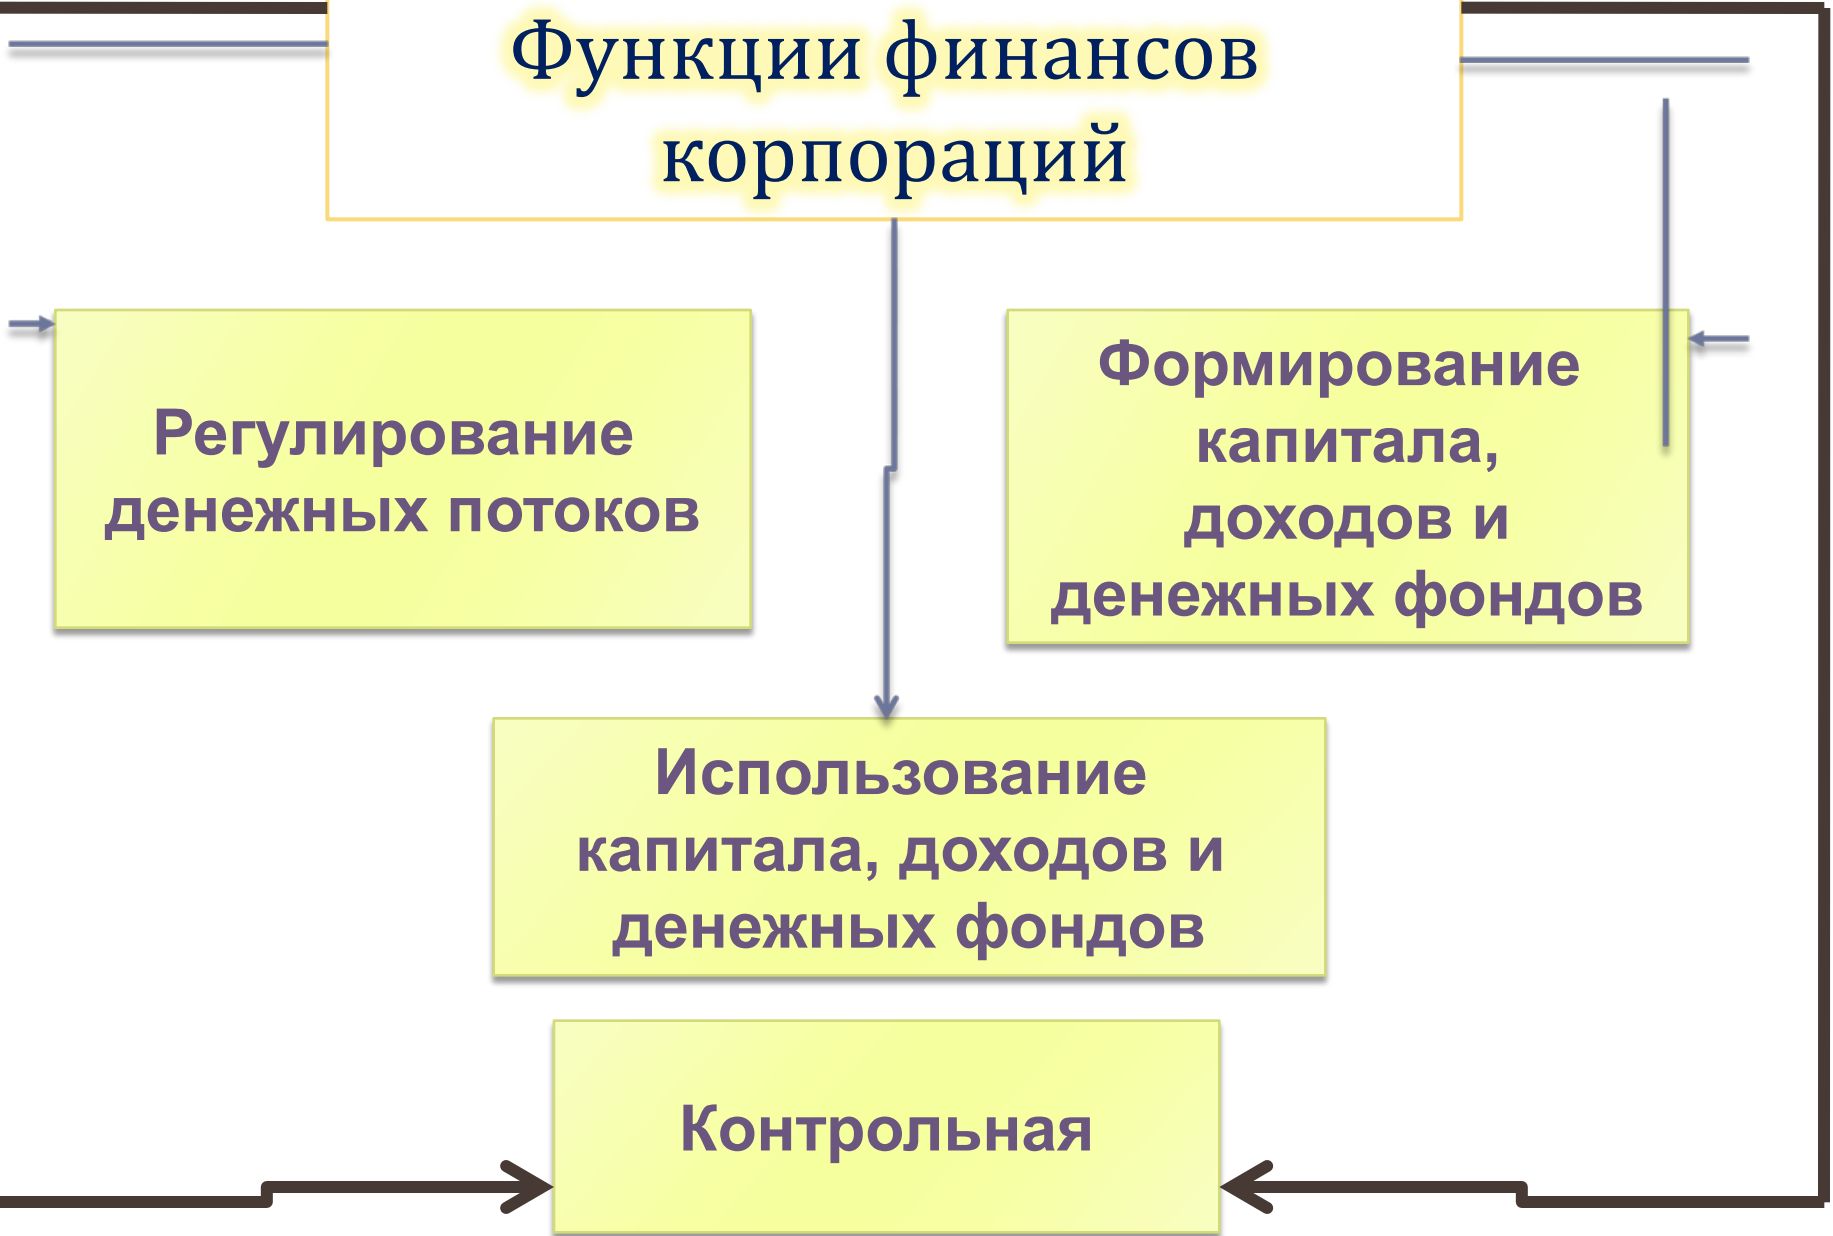 Функции финансов
корпораций
Регулирование
денежных потоков
Формирование
капитала,
доходов и
денежных фондов
Использование
капитала, доходов и
денежных фондов
Контрольная